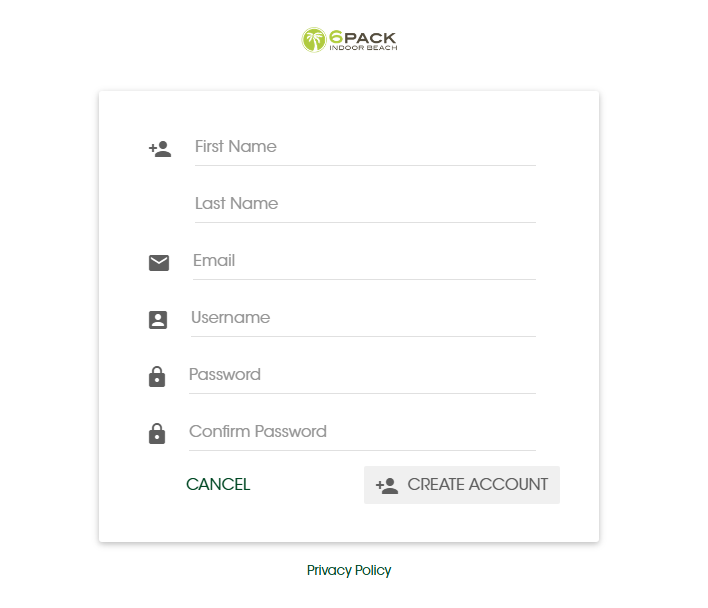 6PACK
INDOOR BEACH
First Name
Last Name
Email
Username
Password
Confirm Password
CANCEL
CREATE ACCOUNT
Privacy Policy